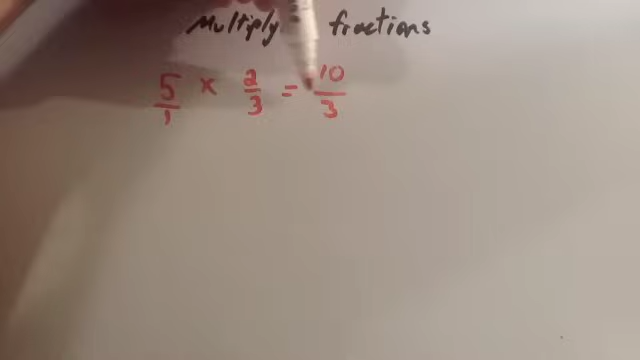 Multiply fractions
5/1 × 2/3 = 10/3